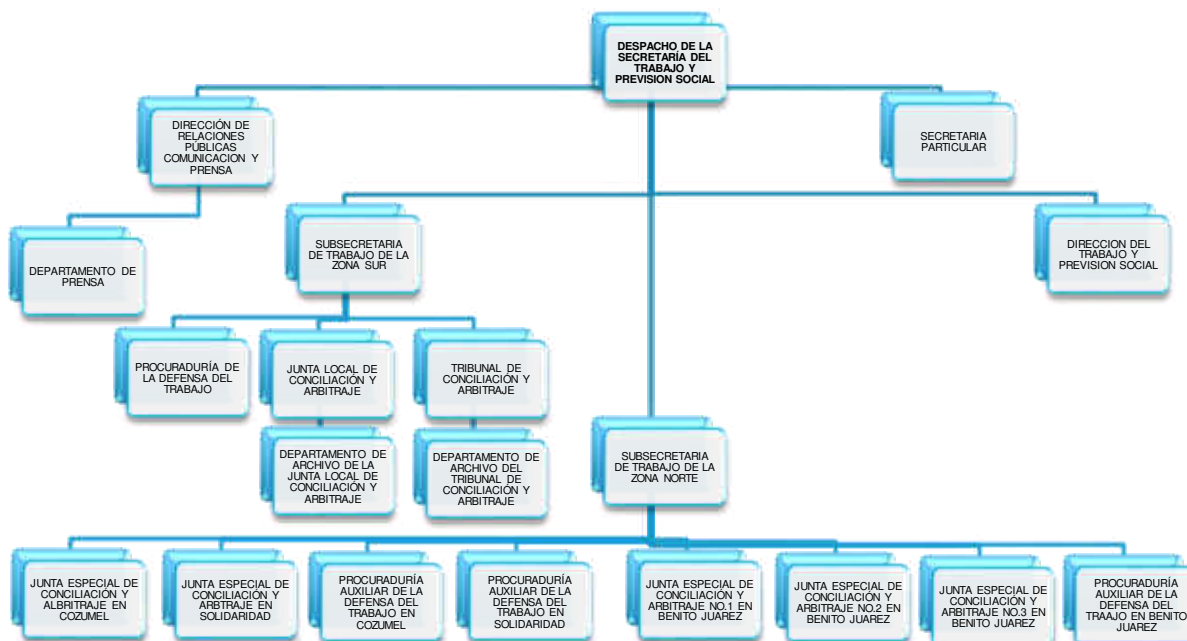 DESPACHO DE LA
SECRETARÍA DEL
TRABAJO Y
PREVISION SOCIAL
DIRECCIÓN DE
RELACIONES
PÚBLICAS
COMUNICACION Y
PRENSA
SECRETARIA
PARTICULAR
DEPARTAMENTO DE
PRENSA
SUBSECRETARIA
DE TRABAJO DE LA
ZONA SUR
DIRECCION DEL
TRABAJO Y
PREVISION SOCIAL
PROCURADURÍA DE
LA DEFENSA DEL
TRABAJO
JUNTA LOCAL DE
CONCILIACIÓN Y
ARBITRAJE
TRIBUNAL DE
CONCILIACIÓN Y
ARBITRAJE
DEPARTAMENTO DE
ARCHIVO DE LA
JUNTA LOCAL DE
CONCILIACIÓN Y
ARBITRAJE
DEPARTAMENTO DE
ARCHIVO DEL
TRIBUNAL DE
CONCILIACIÓN Y
ARBITRAJE
SUBSECRETARIA
DE TRABAJO DE LA
ZONA NORTE
JUNTA ESPECIAL DE
CONCILIACIÓN Y
ALBRITRAJE EN
COZUMEL
JUNTA ESPECIAL DE
CONCILIACIÓN Y
ARBTRAJE EN
SOLIDARIDAD
PROCURADURÍA
AUXILIAR DE LA
DEFENSA DEL
TRABAJO EN
COZUMEL
PROCURADURÍA
AUXILIAR DE LA
DEFENSA DEL
TRABAJO EN
SOLIDARIDAD
JUNTA ESPECIAL DE
CONCILIACIÓN Y
ARBITRAJE NO.1 EN
BENITO JUAREZ
JUNTA ESPECIAL DE
CONCILIACIÓN Y
ARBITRAJE NO.2 EN
BENITO JUAREZ
JUNTA ESPECIAL DE
CONCILIACIÓN Y
ARBITRAJE NO.3 EN
BENITO JUAREZ
PROCURADURÍA
AUXILIAR DE LA
DEFENSA DEL
TRAAJO EN BENITO
JUAREZ